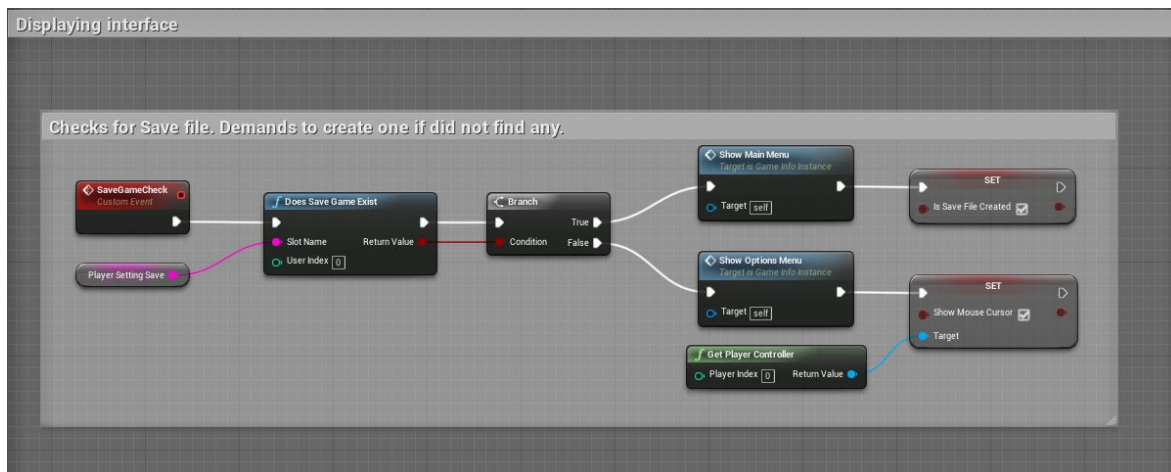 Displaying interface
Checks for Save file. Demands to create one if did not find any.
SaveGameCheck
Custom Event
Player Setting Save
Does Save Game Exist
Slot Name
Return Value
User Index 0
Branch
True
Condition
False
Show Main Menu
Target is Game Info Instance
Target self
SET
Is Save File Created
Show Options Menu
Target is Game Info Instance
Target self
SET
Show Mouse Cursor
Target
Get Player Controller
Player Index 0
Return Value